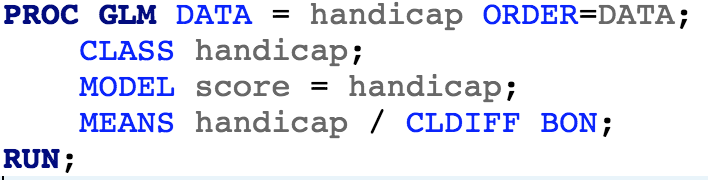 PROC GLM DATA = handicap ORDER=DATA;
CLASS handicap;
MODEL score = handicap;
MEANS handicap / CLDIFF BON;
RUN;